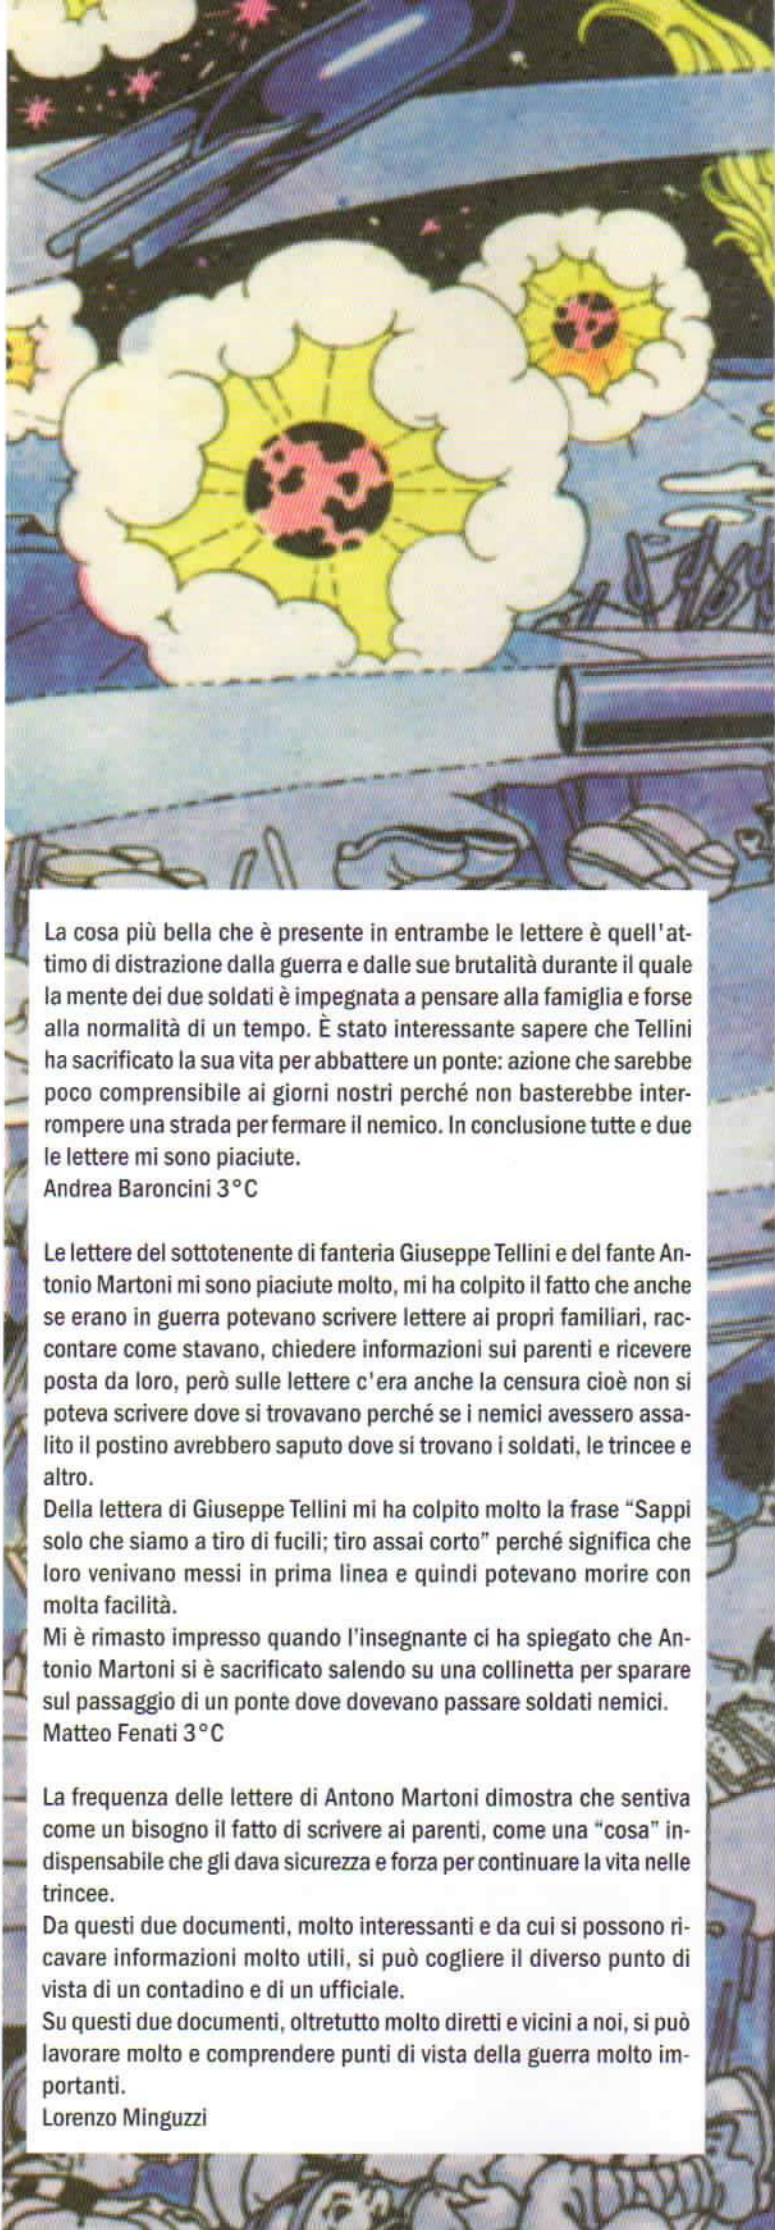 La cosa più bella che è presente in entrambe le lettere è quell'at-
timo di distrazione dalla guerra e dalle sue brutalità durante il quale
la mente dei due soldati è impegnata a pensare alla famiglia e forse
alla normalità di un tempo. È stato interessante sapere che Tellini
ha sacrificato la sua vita per abbattere un ponte: azione che sarebbe
poco comprensibile ai giorni nostri perché non basterebbe inter-
rompere una strada per fermare il nemico. In conclusione tutte e due
le lettere mi sono piaciute.
Andrea Baroncini 3°C

Le lettere del sottotenente di fanteria Giuseppe Tellini e del fante An-
tonio Martoni mi sono piaciute molto, mi ha colpito il fatto che anche
se erano in guerra potevano scrivere lettere ai propri familiari, rac-
contare come stavano, chiedere informazioni sui parenti e ricevere
posta da loro, però sulle lettere c'era anche la censura cioè non si
poteva scrivere dove si trovavano perché se i nemici avessero assa-
lito il postino avrebbero saputo dove si trovano i soldati, le trincee e
altro.
Della lettera di Giuseppe Tellini mi ha colpito molto la frase “Sappi
solo che siamo a tiro di fucili; tiro assai corto” perché significa che
loro venivano messi in prima linea e quindi potevano morire con
molta facilità.
Mi è rimasto impresso quando l'insegnante ci ha spiegato che An-
tonio Martoni si è sacrificato salendo su una collinetta per sparare
sul passaggio di un ponte dove dovevano passare soldati nemici.
Matteo Fenati 3°C

La frequenza delle lettere di Antono Martoni dimostra che sentiva
come un bisogno il fatto di scrivere ai parenti, come una “cosa” in-
dispensabile che gli dava sicurezza e forza per continuare la vita nelle
trincee.
Da questi due documenti, molto interessanti e da cui si possono ri-
cavare informazioni molto utili, si può cogliere il diverso punto di
vista di un contadino e di un ufficiale.
Su questi due documenti, oltretutto molto diretti e vicini a noi, si può
lavorare molto e comprendere punti di vista della guerra molto im-
portanti.
Lorenzo Minguzzi